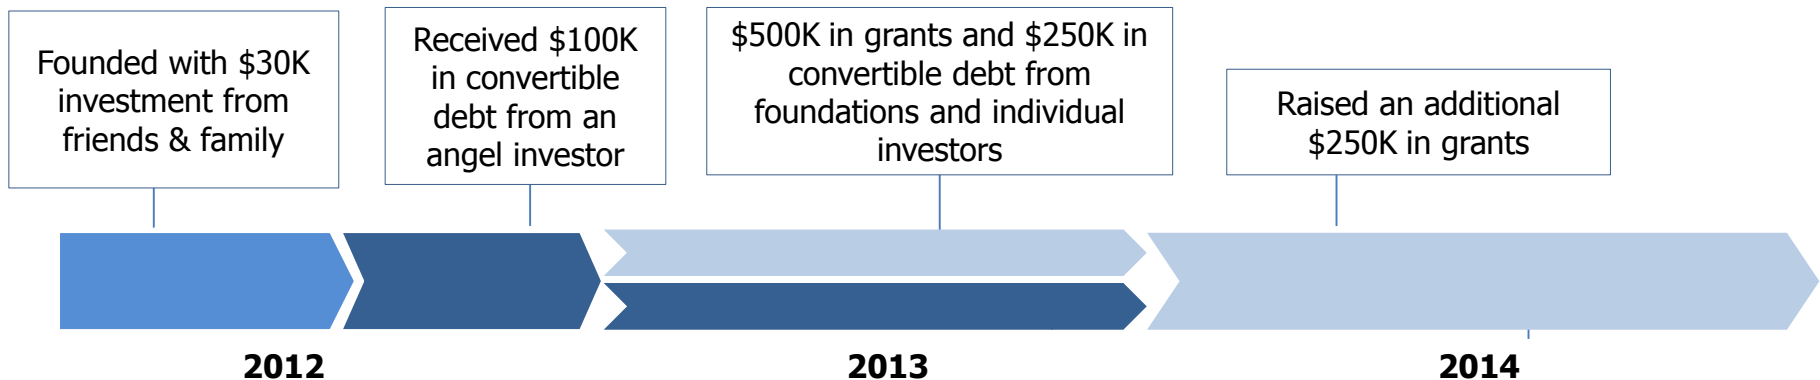 Founded with $30K
investment from
friends & family
Received $100K
in convertible
debt from an
angel investor
$500K in grants and $250K in
convertible debt from
foundations and individual
investors
Raised an additional
$250K in grants
2012
2013
2014